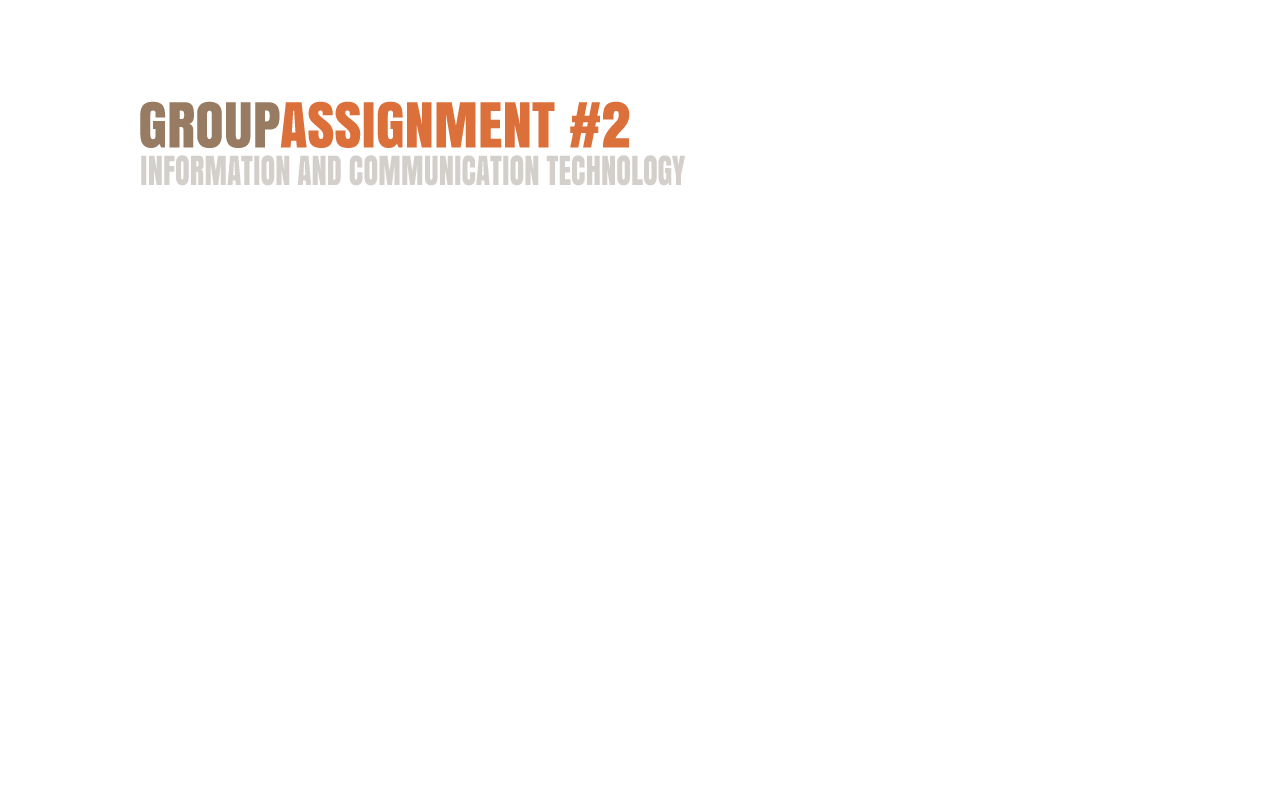 GROUPASSIGNMENT #2
INFORMATION AND COMMUNICATION TECHNOLOGY